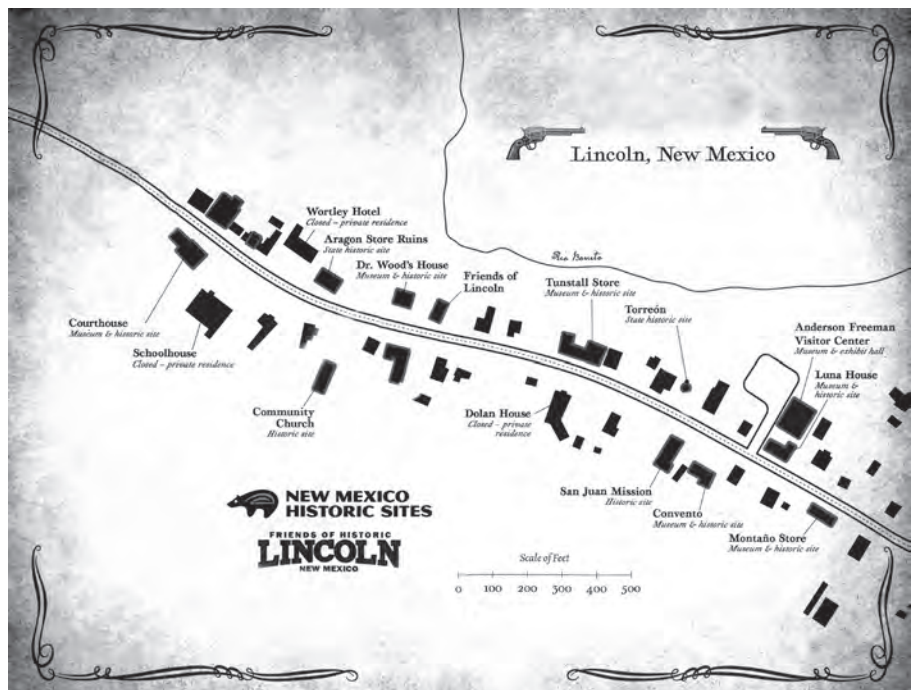 Lincoln, New Mexico
Rio Bonito
Wortley Hotel
Closed – private residence
Aragon Store Ruins
State historic site
Dr. Wood's House
Museum & historic site
Friends of
Lincoln
Tunstall Store
Museum & historic site
Torreón
State historic site
Anderson Freeman
Visitor Center
Museum & exhibit hall
Luna House
Museum &
historic site
Courthouse
Museum & historic site
Schoolhouse
Closed – private residence
Community
Church
Historic site
Dolan House
Closed – private
residence
San Juan Mission
Historic site
Convento
Museum & historic site
Montaño Store
Museum & historic site
NEW MEXICO
HISTORIC SITES
FRIENDS OF HISTORIC
LINCOLN
NEW MEXICO
Scale of Feet
0 100 200 300 400 500